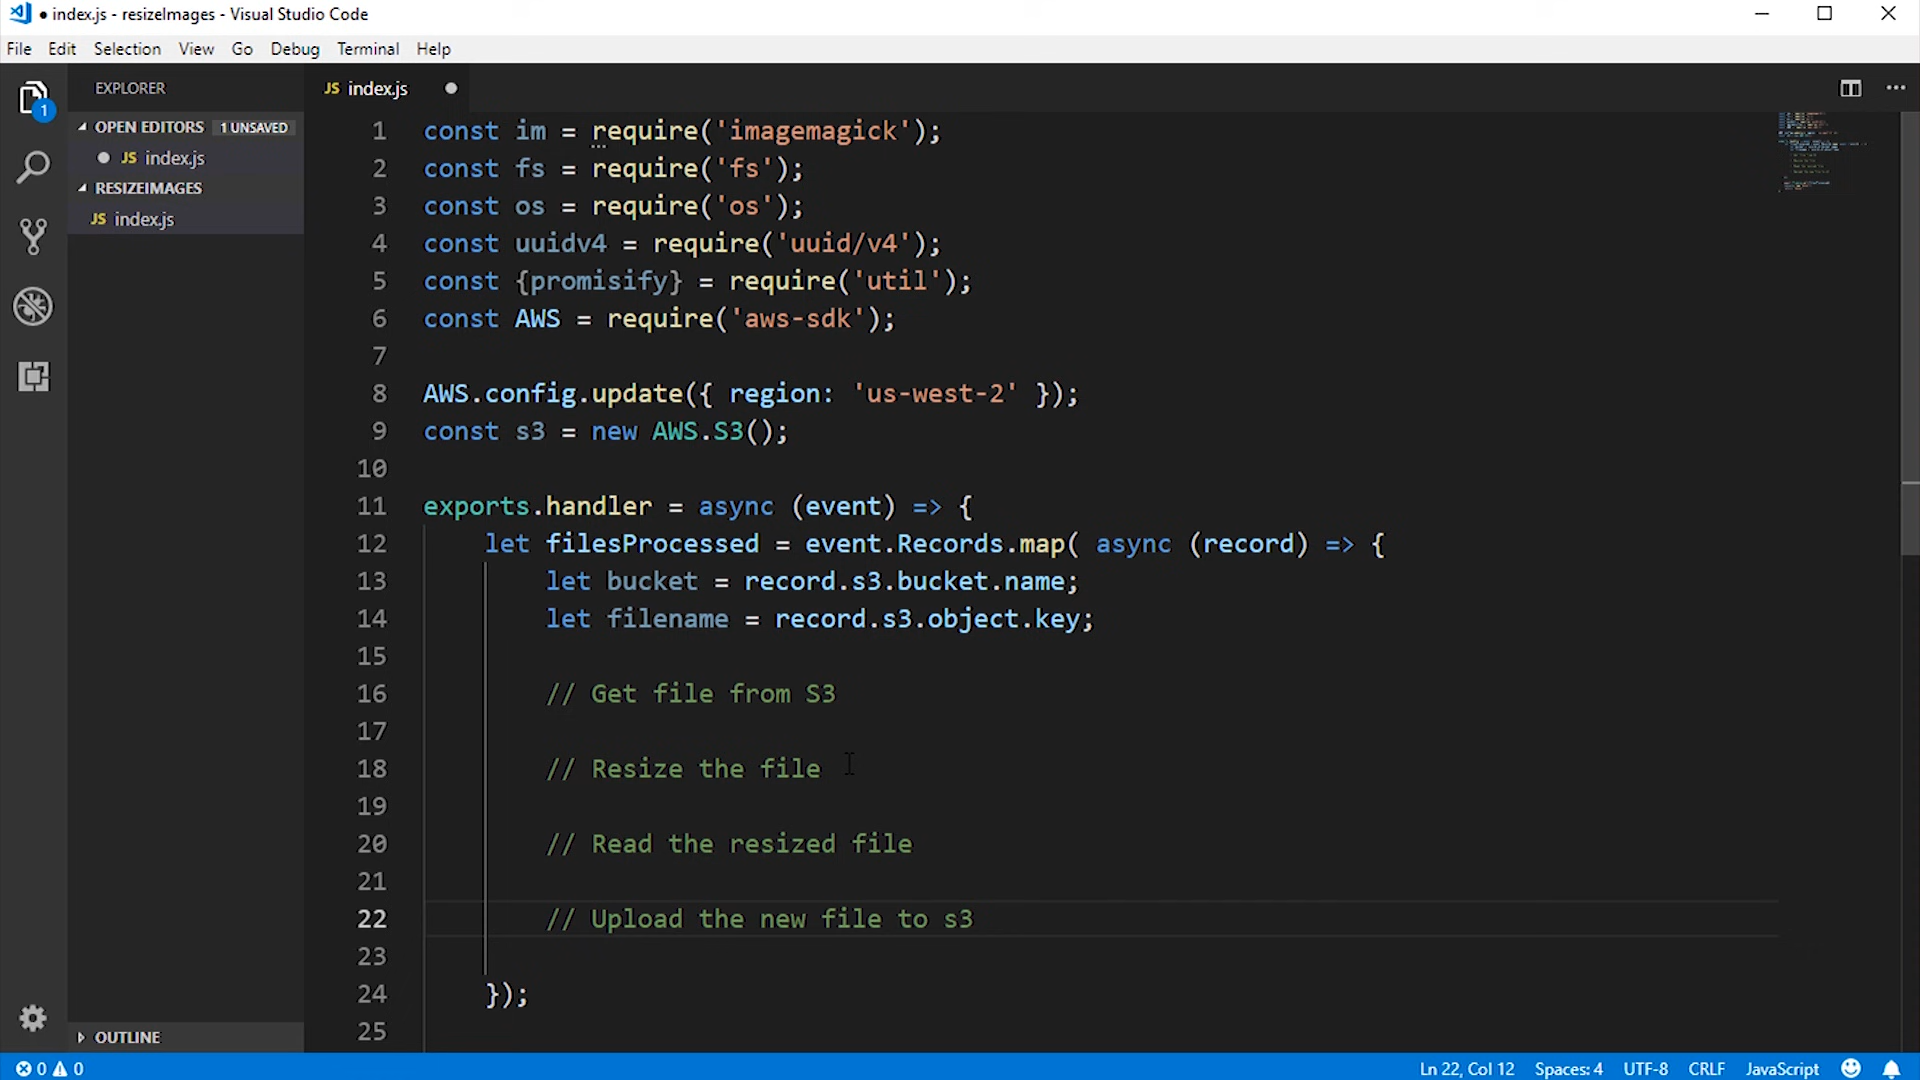 ● index.js - resizeImages - Visual Studio Code
File Edit Selection View Go Debug Terminal Help
EXPLORER
OPEN EDITORS 1 UNSAVED
● JS index.js
RESIZEIMAGES
JS index.js
OUTLINE
1
JS index.js ●
1 const im = require('imagemagick');
2 const fs = require('fs');
3 const os = require('os');
4 const uuidv4 = require('uuid/v4');
5 const {promisify} = require('util');
6 const AWS = require('aws-sdk');
7
8 AWS.config.update({ region: 'us-west-2' });
9 const s3 = new AWS.S3();
10
11 exports.handler = async (event) => {
12     let filesProcessed = event.Records.map( async (record) => {
13         let bucket = record.s3.bucket.name;
14         let filename = record.s3.object.key;
15
16         // Get file from S3
17
18         // Resize the file
19
20         // Read the resized file
21
22         // Upload the new file to s3
23
24     });
25
0 0 Ln 22, Col 12 Spaces: 4 UTF-8 CRLF JavaScript